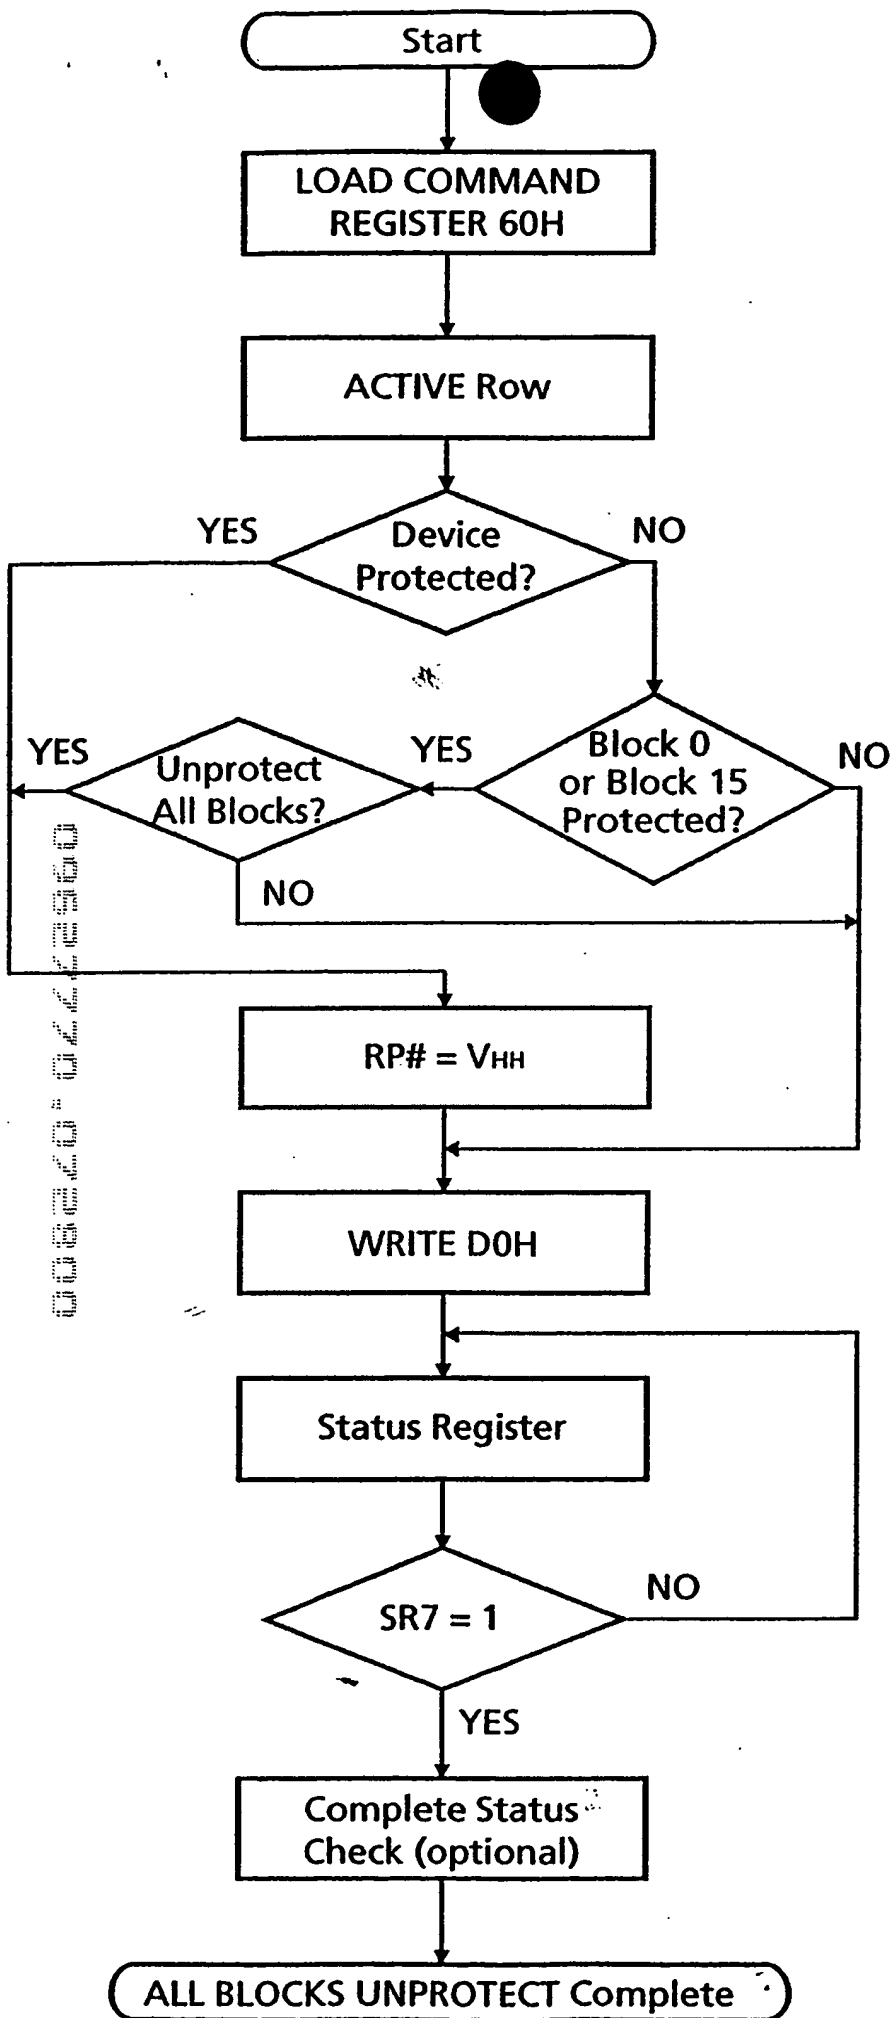 Start
LOAD COMMAND
REGISTER 60H
ACTIVE Row
YES
Device
Protected?
NO
YES
Unprotect
All Blocks?
YES
Block 0
or Block 15
Protected?
NO
NO
RP# = VHH
WRITE D0H
Status Register
SR7 = 1
NO
YES
Complete Status
Check (optional)
ALL BLOCKS UNPROTECT Complete